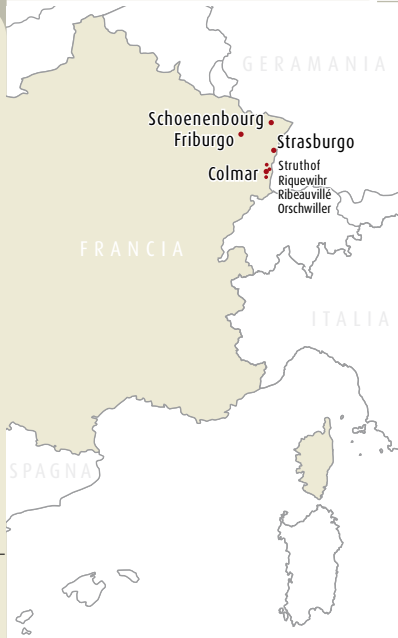 GERAMANIA
Schoenenbourg
Friburgo
Strasburgo
Colmar
Struthof
Riquewihr
Ribeauvillé
Orschwiller
FRANCIA
ITALIA
SPAGNA